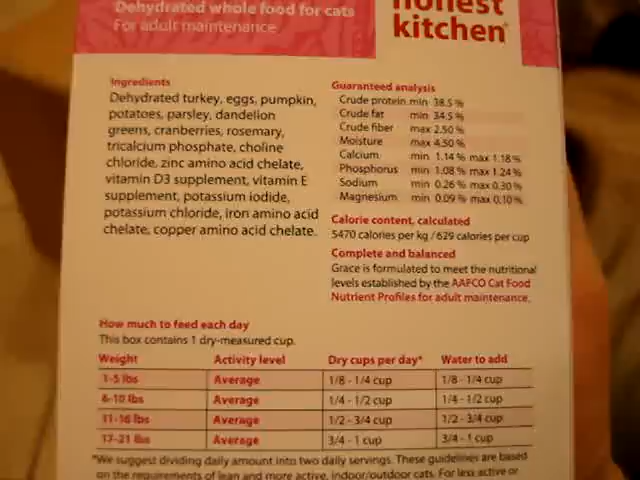 Dehydrated whole food for cats
For adult maintenance
honest
kitchen®
Ingredients
Dehydrated turkey, eggs, pumpkin,
potatoes, parsley, dandelion
greens, cranberries, rosemary,
tricalcium phosphate, choline
chloride, zinc amino acid chelate,
vitamin D3 supplement, vitamin E
supplement, potassium iodide,
potassium chloride, iron amino acid
chelate, copper amino acid chelate.
Guaranteed analysis
Crude protein min 38.5 %
Crude fat min 34.5 %
Crude fiber max 2.50 %
Moisture max 4.50 %
Calcium min 1.14 % max 1.18 %
Phosphorus min 1.08 % max 1.24 %
Sodium min 0.26 % max 0.30 %
Magnesium min 0.09 % max 0.10 %
Calorie content, calculated
5470 calories per kg / 629 calories per cup
Complete and balanced
Grace is formulated to meet the nutritional
levels established by the AAFCO Cat Food
Nutrient Profiles for adult maintenance.
How much to feed each day
This box contains 1 dry-measured cup.
Weight Activity level Dry cups per day* Water to add
1-5 lbs Average 1/8 - 1/4 cup 1/8 - 1/4 cup
6-10 lbs Average 1/4 - 1/2 cup 1/4 - 1/2 cup
11-16 lbs Average 1/2 - 3/4 cup 1/2 - 3/4 cup
17-21 lbs Average 3/4 - 1 cup 3/4 - 1 cup
*We suggest dividing daily amount into two daily servings. These guidelines are based
on the requirements of lean and more active, indoor/outdoor cats. For less active or